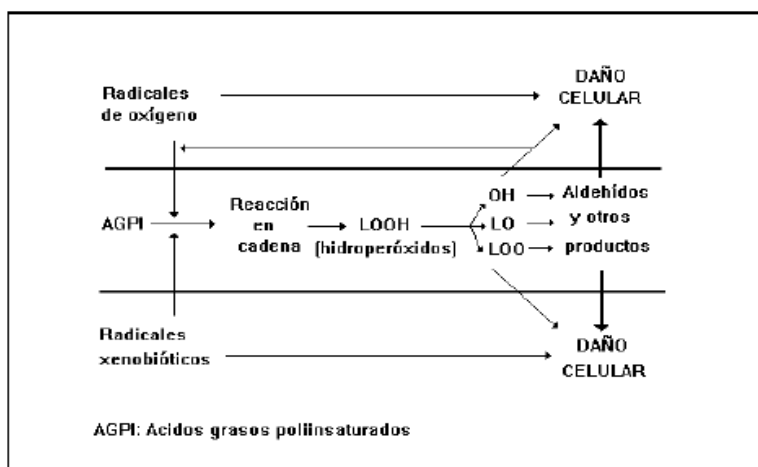 DAÑO
CELULAR
Radicales
de oxígeno
AGPI
Reacción
en
cadena
LOOH
(hidroperóxidos)
OH
LO
LOO
Aldehídos
y otros
productos
Radicales
xenobióticos
DAÑO
CELULAR
AGPI: Acidos grasos poliinsaturados